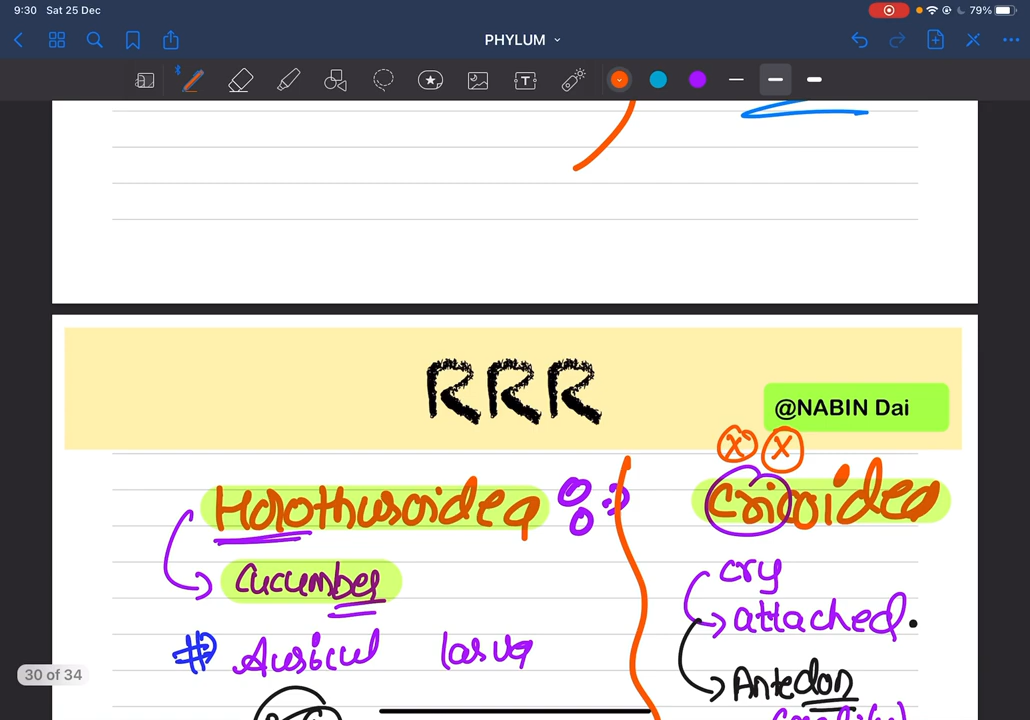 9:30 Sat 25 Dec
79%
PHYLUM
RRR
@NABIN Dai
x x
Holothuroidea
crinoidea
Cucumber
cry
attached.
# Auricul larva
Antedon
30 of 34